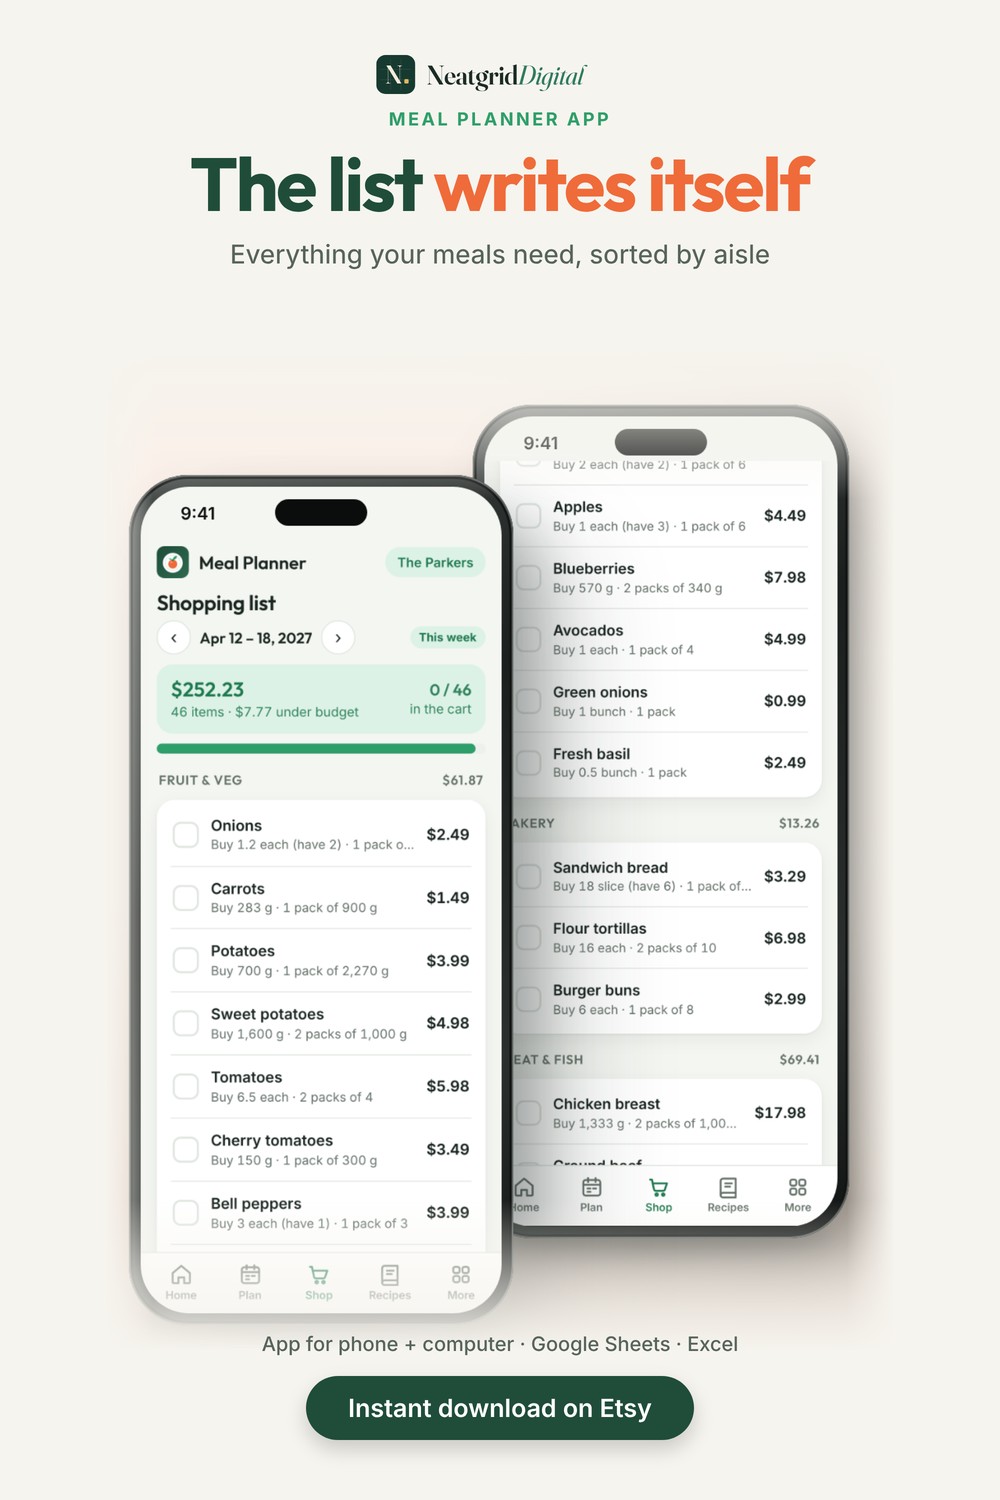 N.
NeatgridDigital
MEAL PLANNER APP
The list writes itself
Everything your meals need, sorted by aisle
9:41
Meal Planner
The Parkers
Shopping list
‹ Apr 12 – 18, 2027 ›
This week
$252.23
0 / 46
46 items · $7.77 under budget
in the cart
FRUIT & VEG
$61.87
Onions
Buy 1.2 each (have 2) · 1 pack o...
$2.49
Carrots
Buy 283 g · 1 pack of 900 g
$1.49
Potatoes
Buy 700 g · 1 pack of 2,270 g
$3.99
Sweet potatoes
Buy 1,600 g · 2 packs of 1,000 g
$4.98
Tomatoes
Buy 6.5 each · 2 packs of 4
$5.98
Cherry tomatoes
Buy 150 g · 1 pack of 300 g
$3.49
Bell peppers
Buy 3 each (have 1) · 1 pack of 3
$3.99
Home
Plan
Shop
Recipes
More
9:41
Buy 2 each (have 2) · 1 pack of 6
Apples
Buy 1 each (have 3) · 1 pack of 6
$4.49
Blueberries
Buy 570 g · 2 packs of 340 g
$7.98
Avocados
Buy 1 each · 1 pack of 4
$4.99
Green onions
Buy 1 bunch · 1 pack
$0.99
Fresh basil
Buy 0.5 bunch · 1 pack
$2.49
AKERY
$13.26
Sandwich bread
Buy 18 slice (have 6) · 1 pack of...
$3.29
Flour tortillas
Buy 16 each · 2 packs of 10
$6.98
Burger buns
Buy 6 each · 1 pack of 8
$2.99
EAT & FISH
$69.41
Chicken breast
Buy 1,333 g · 2 packs of 1,00...
$17.98
Ground beef
Home
Plan
Shop
Recipes
More
App for phone + computer · Google Sheets · Excel
Instant download on Etsy